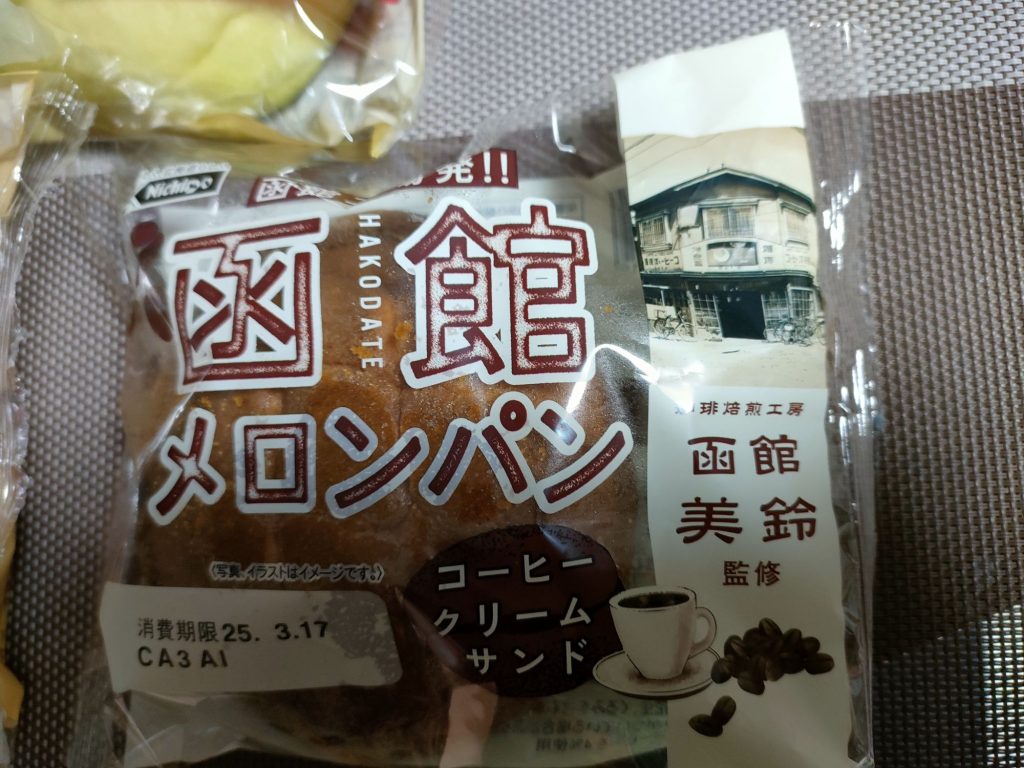 Nichiryo
発!!
函館
HAKODATE
メロンパン
〈写真、イラストはイメージです。〉
消費期限25. 3.17
CA3 AI
コーヒー
クリーム
サンド
琲焙煎工房
函館
美鈴
監修